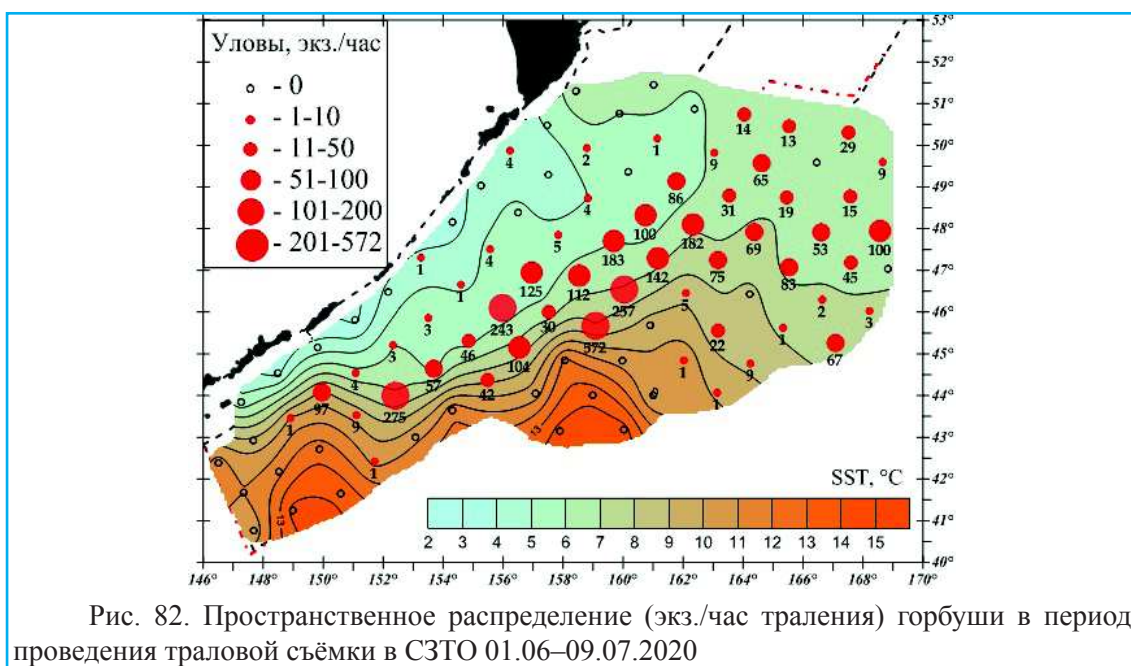 Уловы, экз./час
- 0
- 1-10
- 11-50
- 51-100
- 101-200
- 201-572
53°
52°
51°
50°
49°
48°
47°
46°
45°
44°
43°
42°
41°
40°
14 13 29
4 2 1 9 65 9
86 31 19 15
4 100 182 69 53 100
1 4 5 183 142 75 83 45
1 125 112 257 5 2 3
3 243 30 572 22 1 67
3 46 104 1 9
4 57 42 1
97 275
1 9
1
13
13
SST, °C
2 3 4 5 6 7 8 9 10 11 12 13 14 15
146° 148° 150° 152° 154° 156° 158° 160° 162° 164° 166° 168° 170°
Рис. 82. Пространственное распределение (экз./час траления) горбуши в период
проведения траловой съёмки в СЗТО 01.06–09.07.2020